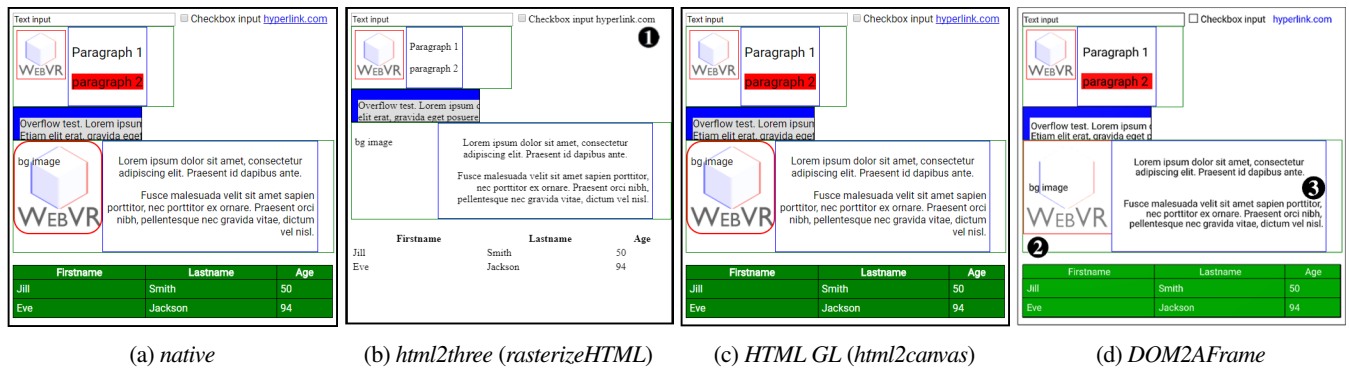 Text input
Checkbox input hyperlink.com
WEBVR
Paragraph 1
paragraph 2
Overflow test. Lorem ipsum
Etiam elit erat, gravida eget
bg image
WEBVR
Lorem ipsum dolor sit amet, consectetur
adipiscing elit. Praesent id dapibus ante.
Fusce malesuada velit sit amet sapien
porttitor, nec porttitor ex ornare. Praesent orci
nibh, pellentesque nec gravida vitae, dictum
vel nisl.
Firstname Lastname Age
Jill Smith 50
Eve Jackson 94
(a) native
Text input
Checkbox input hyperlink.com
1
WEBVR
Paragraph 1
paragraph 2
Overflow test. Lorem ipsum
elit erat, gravida eget posuere
bg image
Lorem ipsum dolor sit amet, consectetur
adipiscing elit. Praesent id dapibus ante.
Fusce malesuada velit sit amet sapien porttitor,
nec porttitor ex ornare. Praesent orci nibh,
pellentesque nec gravida vitae, dictum vel nisl.
Firstname Lastname Age
Jill Smith 50
Eve Jackson 94
(b) html2three (rasterizeHTML)
Text input
Checkbox input hyperlink.com
WEBVR
Paragraph 1
paragraph 2
Overflow test. Lorem ipsum
Etiam elit erat, gravida eget
bg image
WEBVR
Lorem ipsum dolor sit amet, consectetur
adipiscing elit. Praesent id dapibus ante.
Fusce malesuada velit sit amet sapien
porttitor, nec porttitor ex ornare. Praesent orci
nibh, pellentesque nec gravida vitae, dictum
vel nisl.
Firstname Lastname Age
Jill Smith 50
Eve Jackson 94
(c) HTML GL (html2canvas)
Text input
Checkbox input hyperlink.com
WEBVR
Paragraph 1
paragraph 2
Overflow test. Lorem ipsum
Etiam elit erat, gravida eget
bg image
WEBVR
2
Lorem ipsum dolor sit amet, consectetur
adipiscing elit. Praesent id dapibus ante.
3
Fusce malesuada velit sit amet sapien porttitor,
nec porttitor ex ornare. Praesent orci nibh,
pellentesque nec gravida vitae, dictum vel nisl.
Firstname Lastname Age
Jill Smith 50
Eve Jackson 94
(d) DOM2AFrame